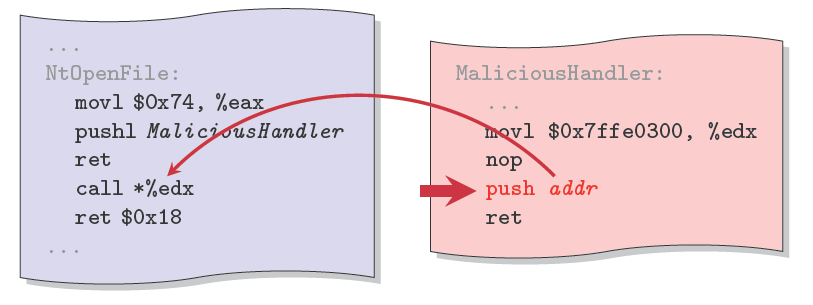 ...
NtOpenFile:
movl $0x74, %eax
pushl MaliciousHandler
ret
call *%edx
ret $0x18
...
MaliciousHandler:
...
movl $0x7ffe0300, %edx
nop
push addr
ret